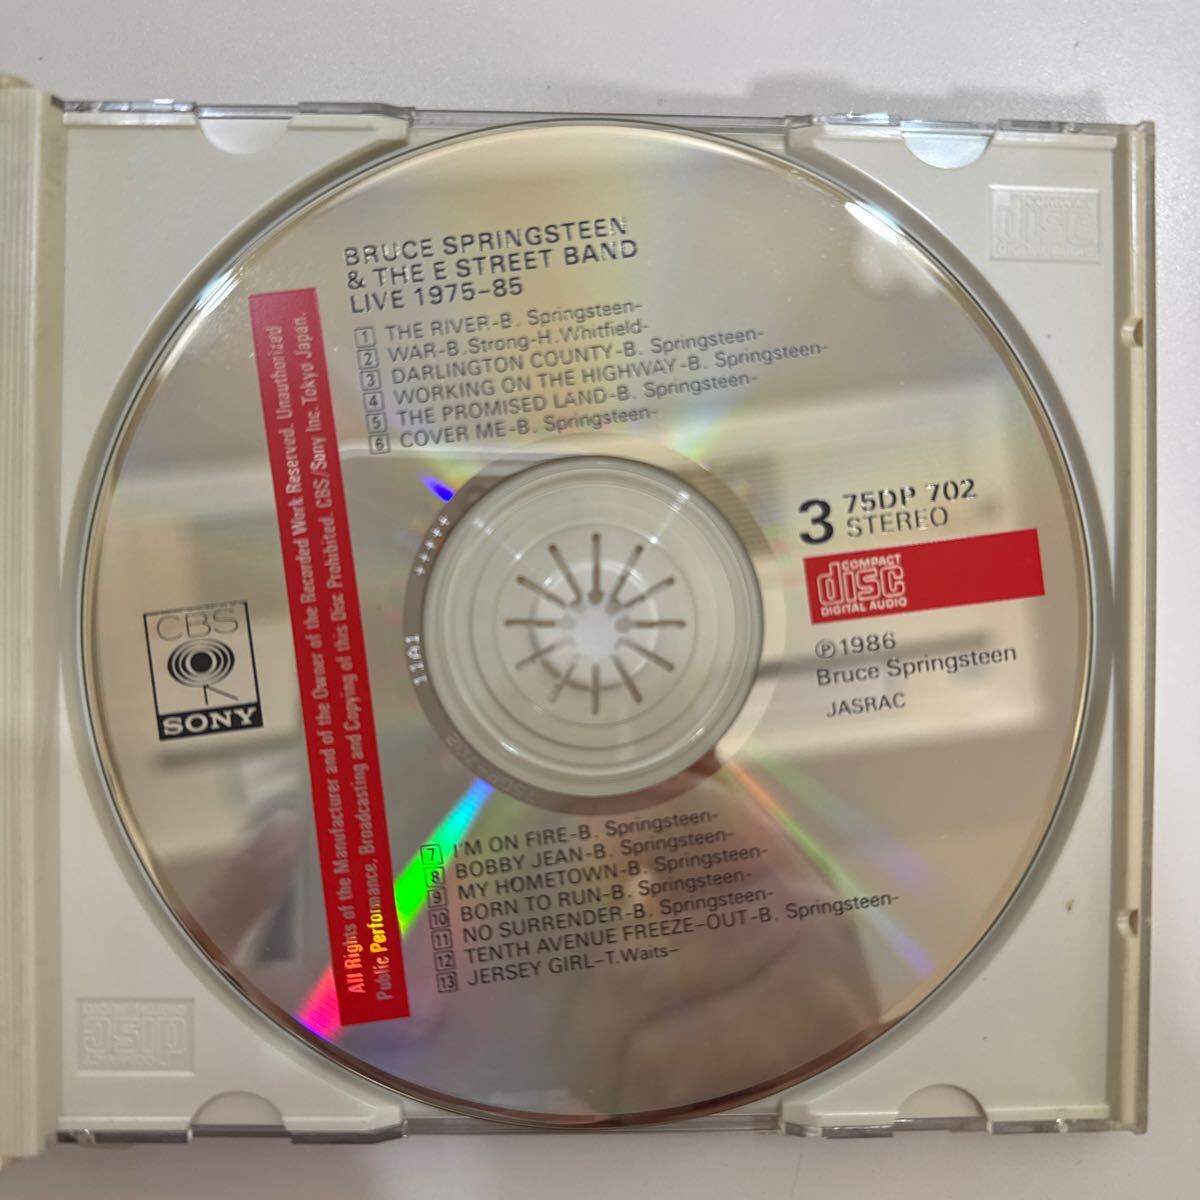 BRUCE SPRINGSTEEN
& THE E STREET BAND
LIVE 1975-85
1 THE RIVER-B. Springsteen-
2 WAR-B.Strong-H.Whitfield-
3 DARLINGTON COUNTY-B. Springsteen-
4 WORKING ON THE HIGHWAY-B. Springsteen-
5 THE PROMISED LAND-B. Springsteen-
6 COVER ME-B. Springsteen-
3 75DP 702
STEREO
COMPACT
disc
DIGITAL AUDIO
℗1986
Bruce Springsteen
JASRAC
CBS
SONY
All Rights of the Manufacturer and of the Owner of the Recorded Work Reserved. Unauthorized
Public Performance, Broadcasting and Copying of this Disc Prohibited. CBS/Sony Inc. Tokyo Japan.
11A1 +++++
7 I'M ON FIRE-B. Springsteen-
8 BOBBY JEAN-B. Springsteen-
9 MY HOMETOWN-B. Springsteen-
10 BORN TO RUN-B. Springsteen-
11 NO SURRENDER-B. Springsteen-
12 TENTH AVENUE FREEZE-OUT-B. Springsteen-
13 JERSEY GIRL-T.Waits-
COMPACT
disc
disc